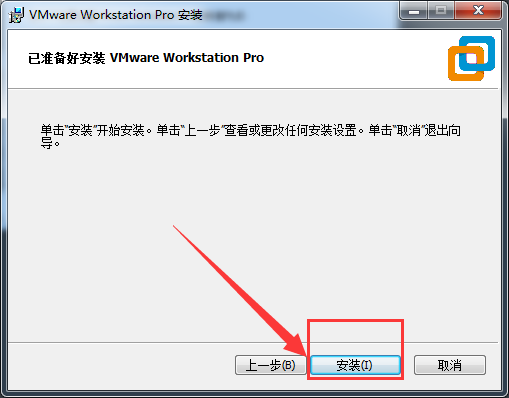 VMware Workstation Pro 安装
已准备好安装 VMware Workstation Pro
单击“安装”开始安装。单击“上一步”查看或更改任何安装设置。单击“取消”退出向
导。
上一步(B)
安装(I)
取消